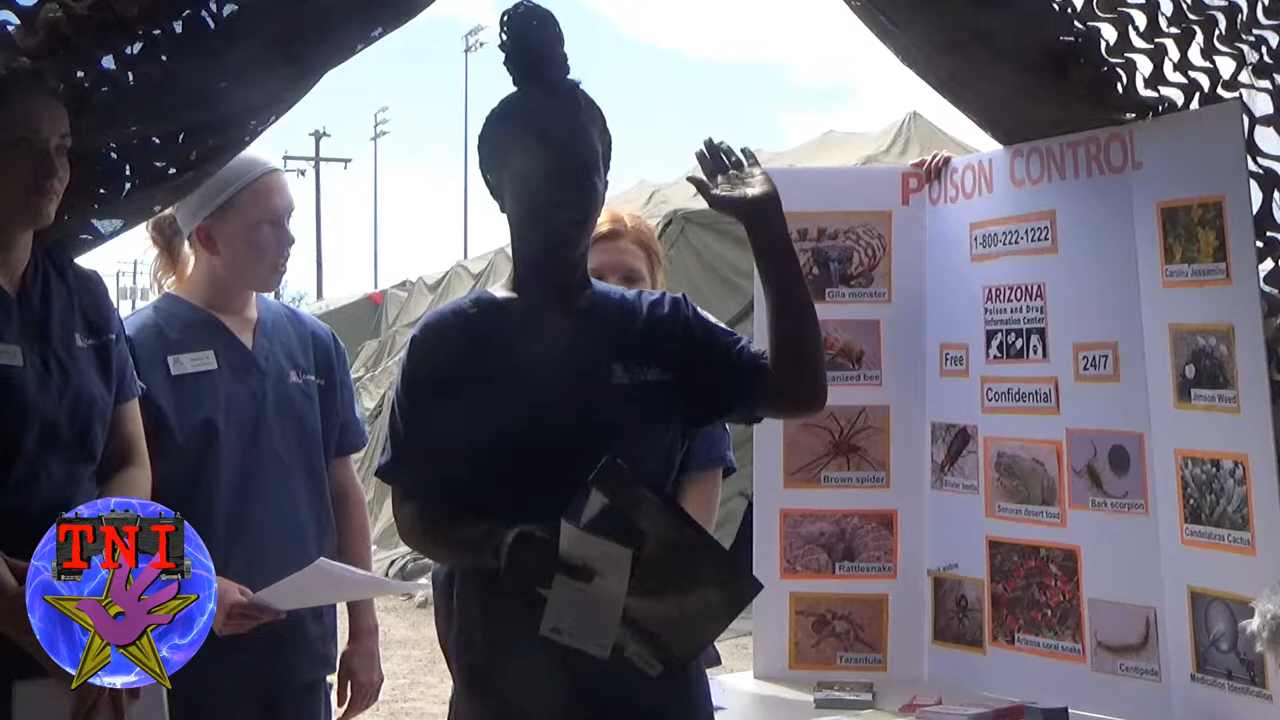 POISON CONTROL
1-800-222-1222
ARIZONA
Poison and Drug
Information Center
Free
24/7
Confidential
Gila monster
anized bee
Brown spider
Rattlesnake
Tarantula
Blister beetle
Sonoran desert toad
Bark scorpion
Arizona coral snake
Centipede
Carolina Jessamine
Jimson Weed
Candelabras Cactus
Medication Identification
TNI